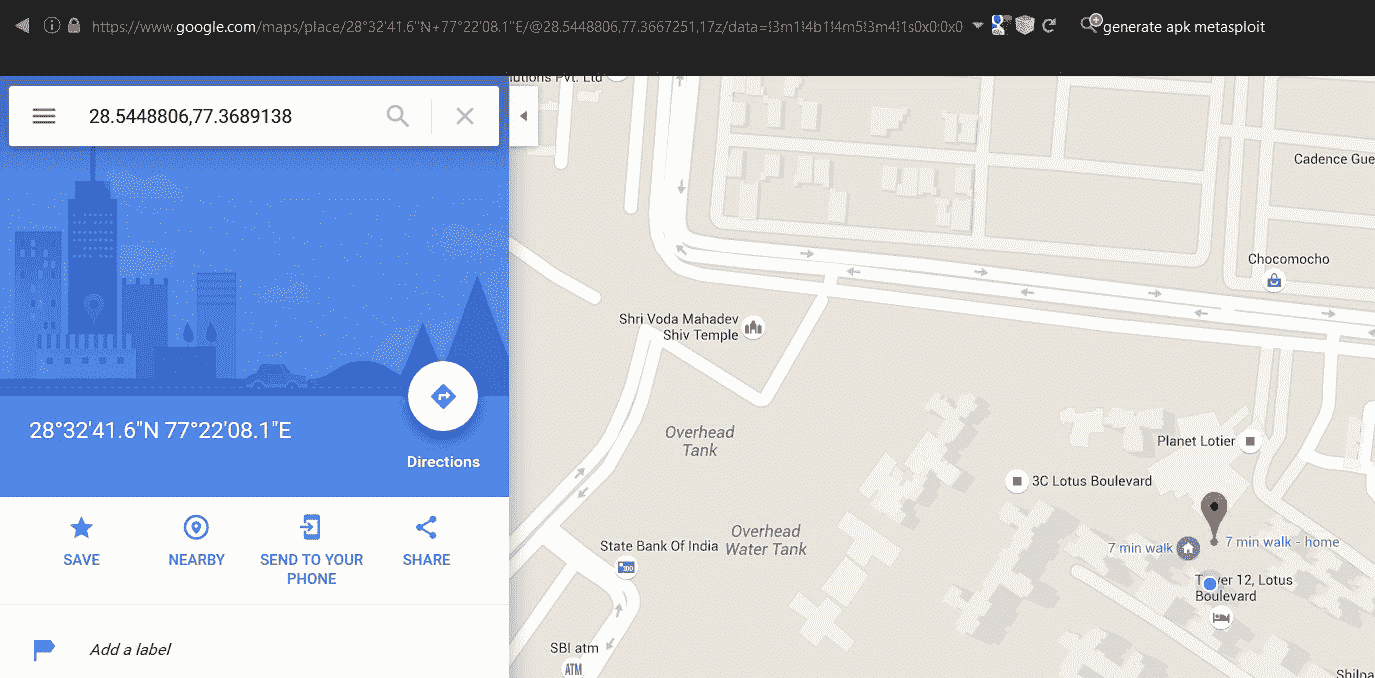 https://www.google.com/maps/place/28°32'41.6"N+77°22'08.1"E/@28.5448806,77.3667251,17z/data=!3m1!4b1!4m5!3m4!1s0x0:0x0
generate apk metasploit
28.5448806,77.3689138
28°32'41.6"N 77°22'08.1"E
Directions
SAVE
NEARBY
SEND TO YOUR
PHONE
SHARE
Add a label
Pvt. Ltd
Cadence
Chocomocho
Shri Voda Mahadev
Shiv Temple
Overhead
Tank
Planet Lotier
3C Lotus Boulevard
Overhead
Water Tank
State Bank Of India
7 min walk
7 min walk - home
Tower 12, Lotus
Boulevard
SBI atm
ATM